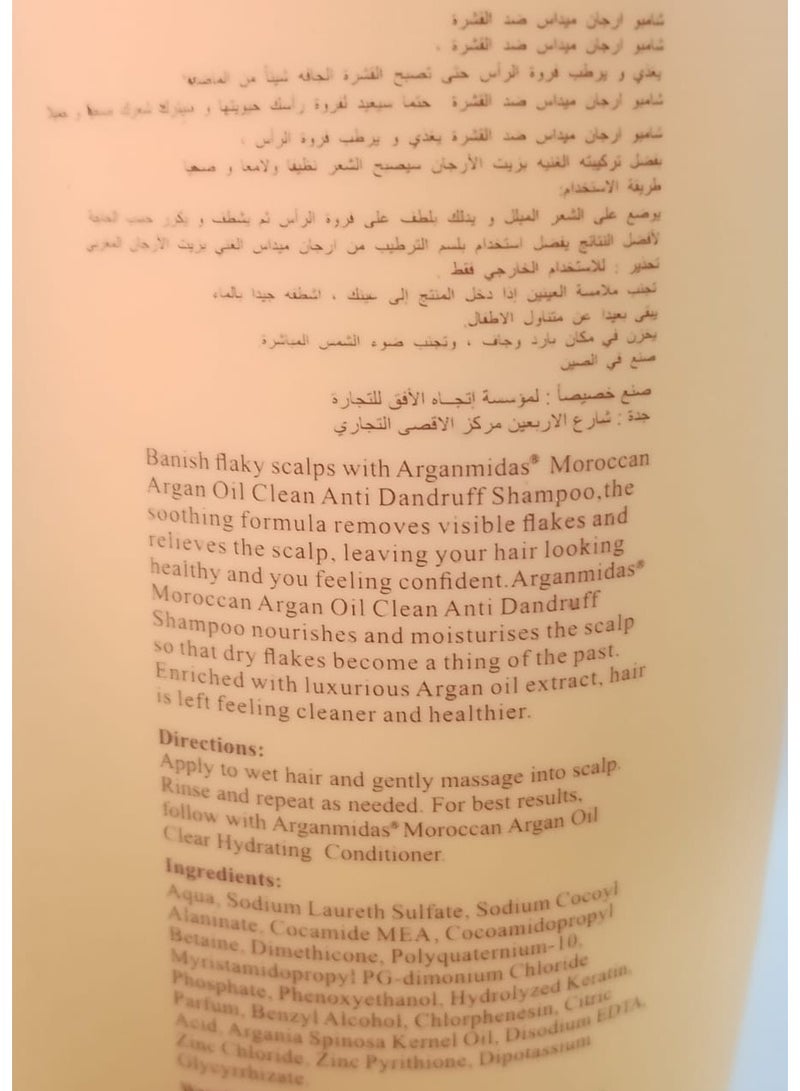 شامبو ارجان ميداس ضد القشرة
شامبو ارجان ميداس ضد القشرة .
يغذي و يرطب فروة الرأس حتى تصبح القشرة الجافه شيئاً من الماضي
شامبو ارجان ميداس ضد القشرة حتما سيعيد لفروة رأسك حيويتها و سيترك شعرك
شامبو ارجان ميداس ضد القشرة يغذي و يرطب فروة الرأس .
بفضل تركيبته الغنيه بزيت الأرجان سيصبح الشعر نظيفا ولامعا و صحيا
طريقة الاستخدام:
يوضع على الشعر المبلل و يدلك بلطف على فروة الرأس ثم يشطف و يكرر حسب الحاجة
لأفضل النتائج يفضل استخدام بلسم الترطيب من ارجان ميداس الغني بزيت الأرجان المغربي
تحذير : للاستخدام الخارجي فقط .
تجنب ملامسة العينين إذا دخل المنتج إلى عينك ، اشطفه جيدا بالماء
يبقى بعيدا عن متناول الاطفال.
يخزن في مكان بارد وجاف ، وتجنب ضوء الشمس المباشرة
صنع في الصين
صنع خصيصاً : لمؤسسة إتجـاه الأفق للتجارة
جدة : شارع الاربعين مركز الاقصى التجاري
Banish flaky scalps with Arganmidas® Moroccan
Argan Oil Clean Anti Dandruff Shampoo,the
soothing formula removes visible flakes and
relieves the scalp, leaving your hair looking
healthy and you feeling confident.Arganmidas®
Moroccan Argan Oil Clean Anti Dandruff
Shampoo nourishes and moisturises the scalp
so that dry flakes become a thing of the past.
Enriched with luxurious Argan oil extract, hair
is left feeling cleaner and healthier.
Directions:
Apply to wet hair and gently massage into scalp.
Rinse and repeat as needed. For best results,
follow with Arganmidas® Moroccan Argan Oil
Clear Hydrating Conditioner.
Ingredients:
Aqua, Sodium Laureth Sulfate, Sodium Cocoyl
Alaninate, Cocamide MEA, Cocoamidopropyl
Betaine, Dimethicone, Polyquaternium-10,
Myristamidopropyl PG-dimonium Chloride
Phosphate, Phenoxyethanol, Hydrolyzed Keratin,
Parfum, Benzyl Alcohol, Chlorphenesin, Citric
Acid, Argania Spinosa Kernel Oil, Disodium EDTA,
Zinc Chloride, Zinc Pyrithione, Dipotassium
Glycyrrhizate.